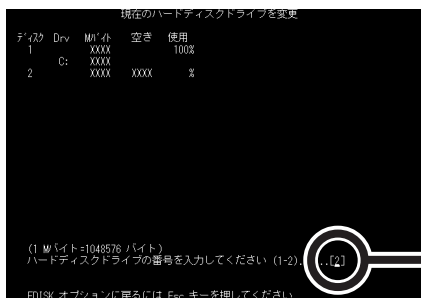 現在のハードディスクドライブを変更
ﾃﾞｨｽｸ Drv Mﾊﾞｲﾄ 空き 使用
1 XXXX 100%
C: XXXX
2 XXXX XXXX %
(1 Mﾊﾞｲﾄ=1048576 バイト)
ハードディスクドライブの番号を入力してください (1-2)......[2]
FDISK オプションに戻るには Esc キーを押してください